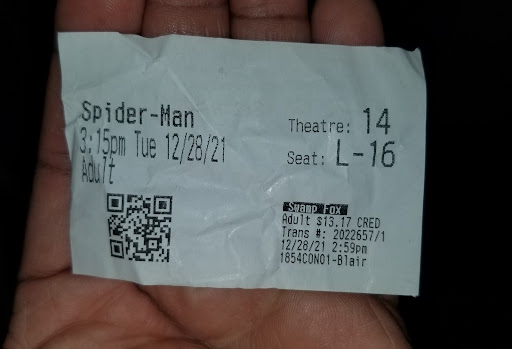 Spider-Man
3:15pm Tue 12/28/21
Adult
Theatre: 14
Seat: L-16
Swamp Fox
Adult $13.17 CRED
Trans #: 2022657/1
12/28/21 2:59pm
1854CON01-Blair